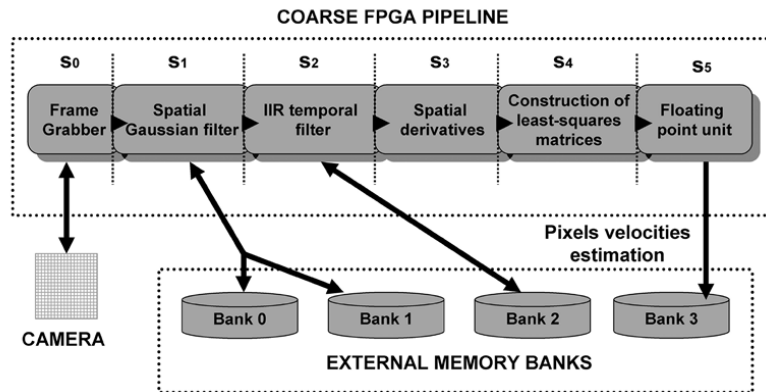 COARSE FPGA PIPELINE
S0 S1 S2 S3 S4 S5
Frame
Grabber
Spatial
Gaussian filter
IIR temporal
filter
Spatial
derivatives
Construction of
least-squares
matrices
Floating
point unit
Pixels velocities
estimation
CAMERA
Bank 0
Bank 1
Bank 2
Bank 3
EXTERNAL MEMORY BANKS